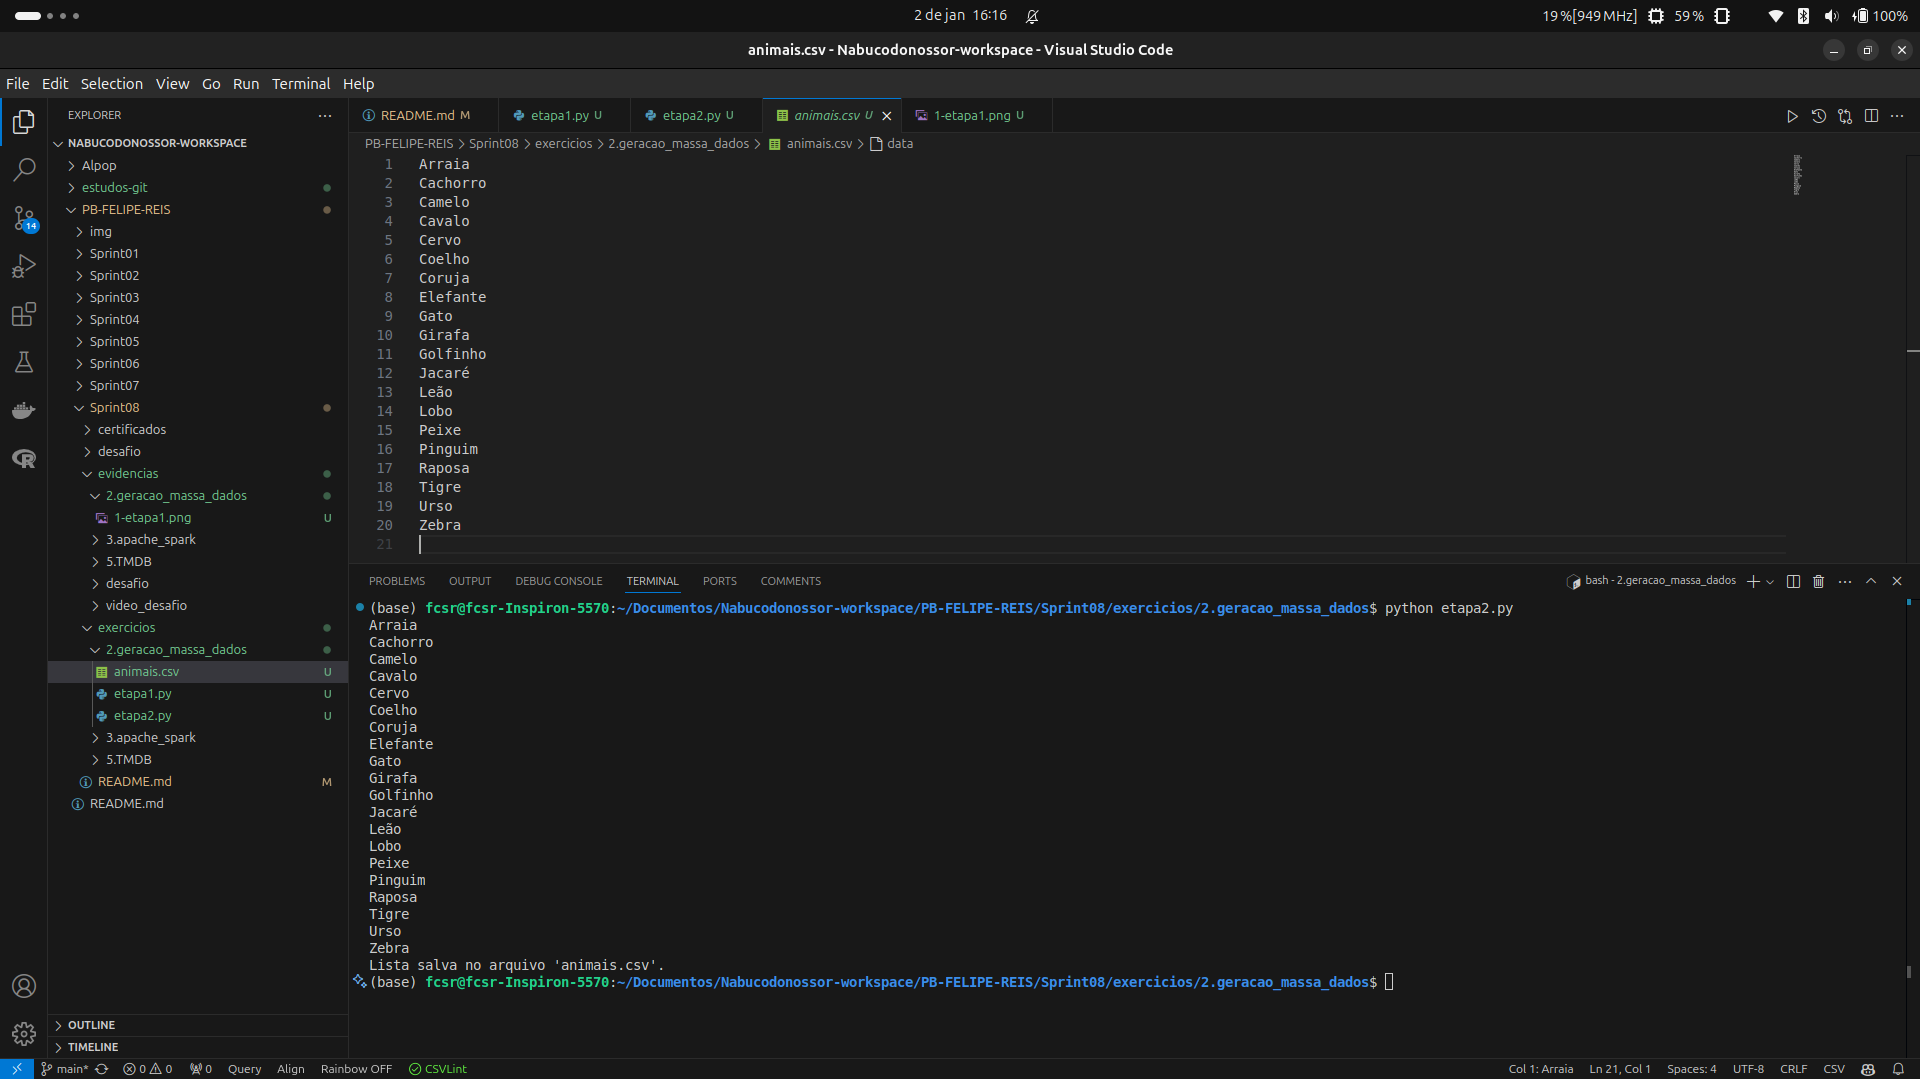 2 de jan 16:16
19 %[949 MHz] 59 % 100%
animais.csv - Nabucodonossor-workspace - Visual Studio Code
File Edit Selection View Go Run Terminal Help
EXPLORER
NABUCODONOSSOR-WORKSPACE
Alpop
estudos-git
PB-FELIPE-REIS
img
Sprint01
Sprint02
Sprint03
Sprint04
Sprint05
Sprint06
Sprint07
Sprint08
certificados
desafio
evidencias
2.geracao_massa_dados
1-etapa1.png U
3.apache_spark
5.TMDB
desafio
video_desafio
exercicios
2.geracao_massa_dados
animais.csv U
etapa1.py U
etapa2.py U
3.apache_spark
5.TMDB
README.md M
README.md
OUTLINE
TIMELINE
14
README.md M etapa1.py U etapa2.py U animais.csv U 1-etapa1.png U
PB-FELIPE-REIS > Sprint08 > exercicios > 2.geracao_massa_dados > animais.csv > data
1 Arraia
2 Cachorro
3 Camelo
4 Cavalo
5 Cervo
6 Coelho
7 Coruja
8 Elefante
9 Gato
10 Girafa
11 Golfinho
12 Jacaré
13 Leão
14 Lobo
15 Peixe
16 Pinguim
17 Raposa
18 Tigre
19 Urso
20 Zebra
21
PROBLEMS OUTPUT DEBUG CONSOLE TERMINAL PORTS COMMENTS
bash - 2.geracao_massa_dados
(base) fcsr@fcsr-Inspiron-5570:~/Documentos/Nabucodonossor-workspace/PB-FELIPE-REIS/Sprint08/exercicios/2.geracao_massa_dados$ python etapa2.py
Arraia
Cachorro
Camelo
Cavalo
Cervo
Coelho
Coruja
Elefante
Gato
Girafa
Golfinho
Jacaré
Leão
Lobo
Peixe
Pinguim
Raposa
Tigre
Urso
Zebra
Lista salva no arquivo 'animais.csv'.
(base) fcsr@fcsr-Inspiron-5570:~/Documentos/Nabucodonossor-workspace/PB-FELIPE-REIS/Sprint08/exercicios/2.geracao_massa_dados$
main* 0 0 0 Query Align Rainbow OFF CSVLint
Col 1: Arraia Ln 21, Col 1 Spaces: 4 UTF-8 CRLF CSV